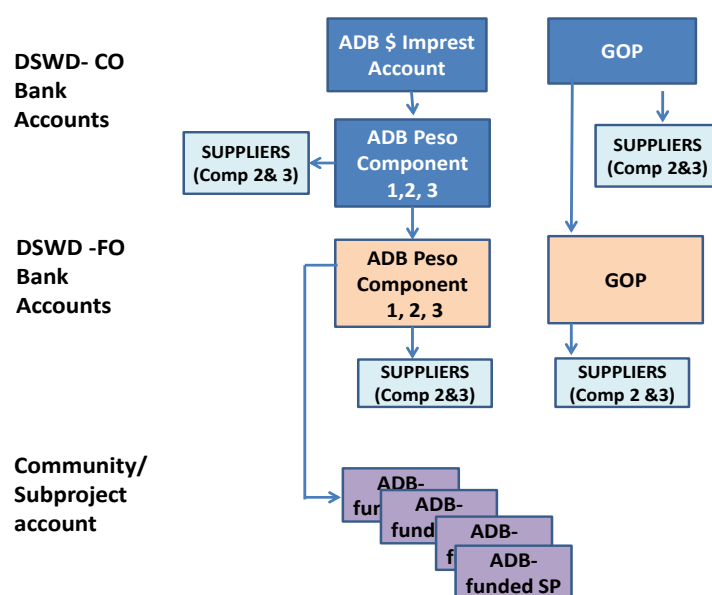 DSWD- CO
Bank
Accounts
ADB $ Imprest
Account
GOP
ADB Peso
Component
1,2, 3
SUPPLIERS
(Comp 2& 3)
SUPPLIERS
(Comp 2&3)
DSWD -FO
Bank
Accounts
ADB Peso
Component
1, 2, 3
GOP
SUPPLIERS
(Comp 2&3)
SUPPLIERS
(Comp 2 &3)
Community/
Subproject
account
ADB-
ADB-
ADB-
ADB-
funded SP